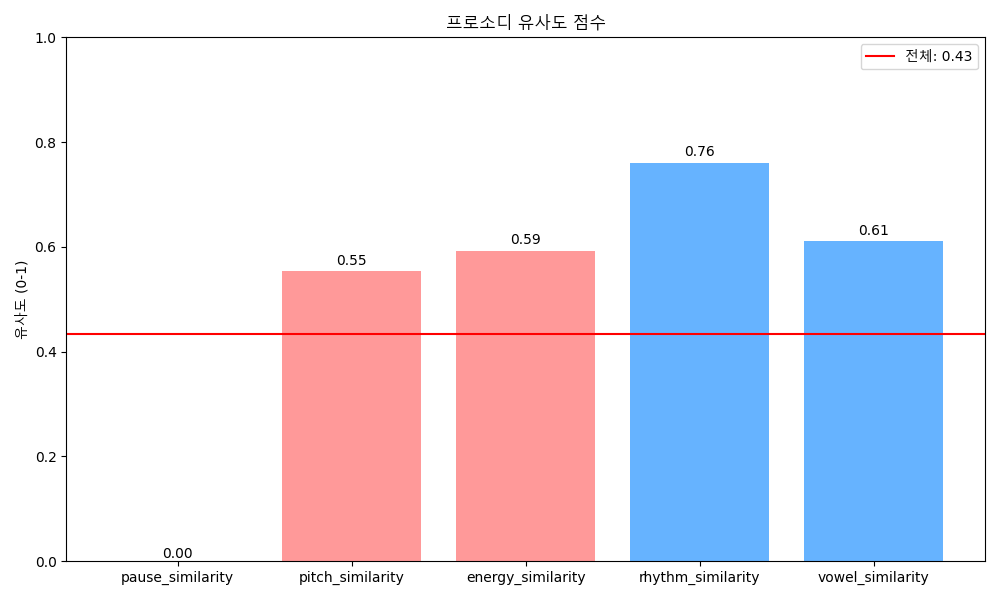 프로소디 유사도 점수
전체: 0.43
유사도 (0-1)
1.0
0.8
0.6
0.4
0.2
0.0
0.00
0.55
0.59
0.76
0.61
pause_similarity
pitch_similarity
energy_similarity
rhythm_similarity
vowel_similarity